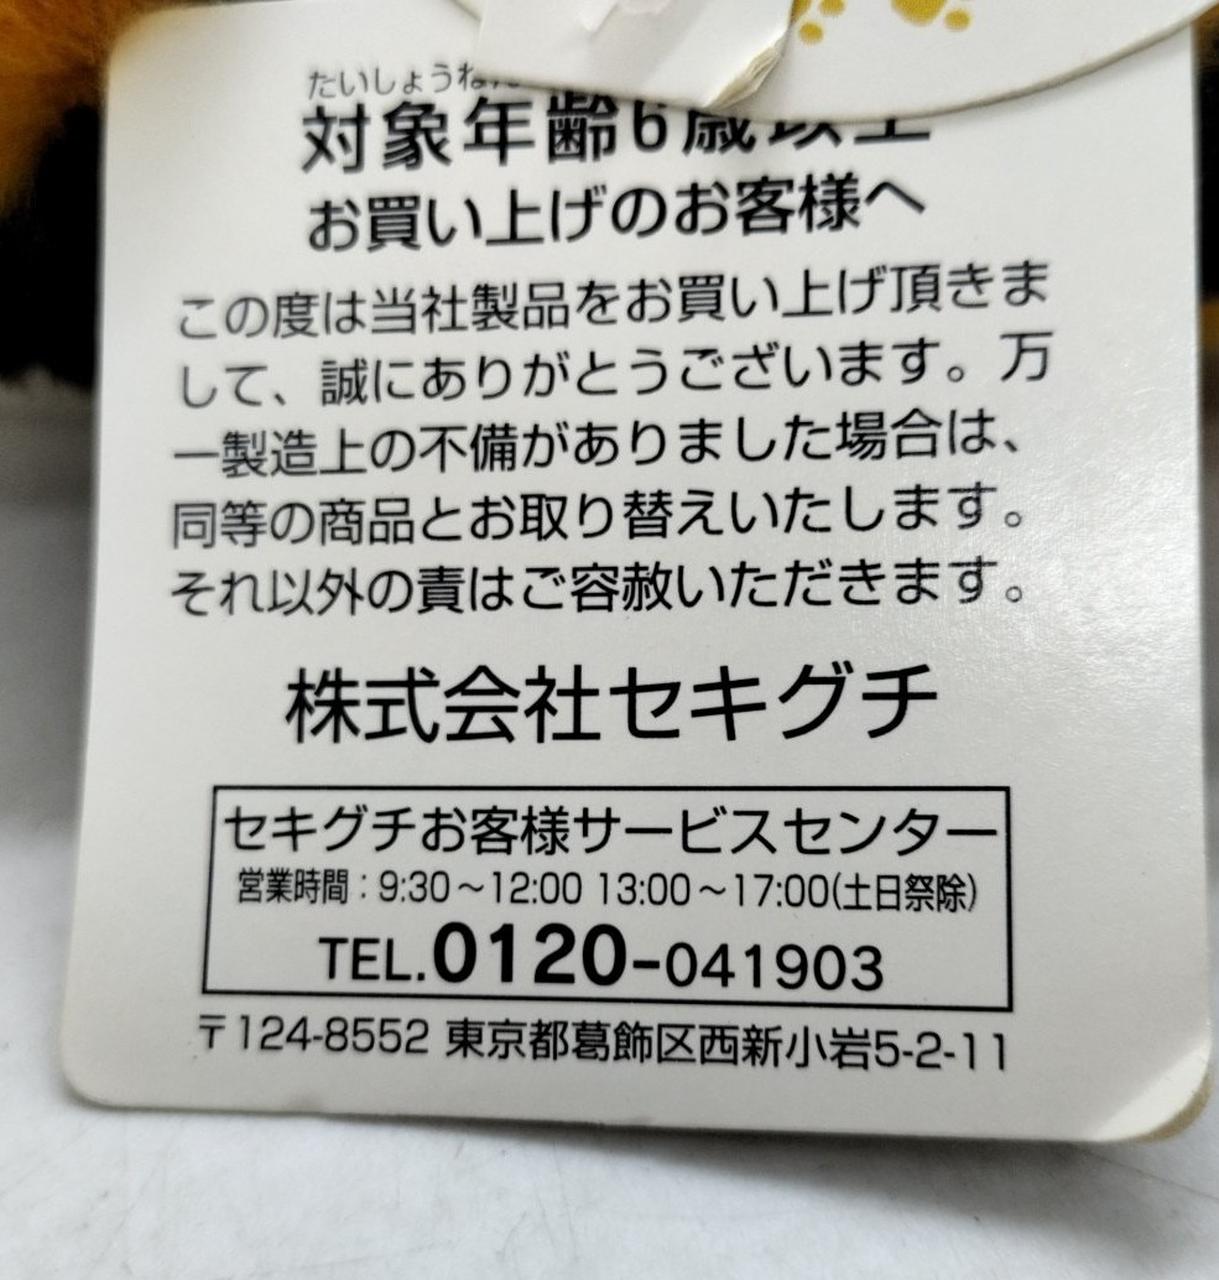 たいしょうね
対象年齢6歳以上
お買い上げのお客様へ
この度は当社製品をお買い上げ頂きま
して、誠にありがとうございます。万
一製造上の不備がありました場合は、
同等の商品とお取り替えいたします。
それ以外の責はご容赦いただきます。
株式会社セキグチ
セキグチお客様サービスセンター
営業時間：9:30～12:00 13:00～17:00(土日祭除)
TEL.0120-041903
〒124-8552 東京都葛飾区西新小岩5-2-11